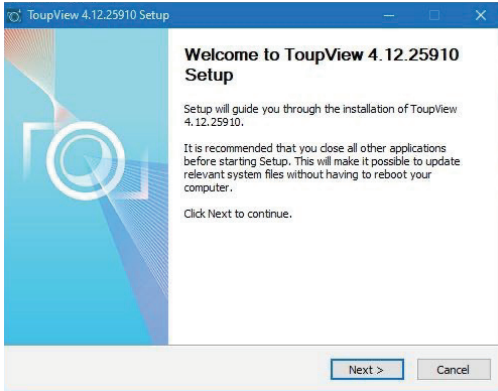 ToupView 4.12.25910 Setup
Welcome to ToupView 4.12.25910
Setup
Setup will guide you through the installation of ToupView
4.12.25910.
It is recommended that you close all other applications
before starting Setup. This will make it possible to update
relevant system files without having to reboot your
computer.
Click Next to continue.
Next >
Cancel